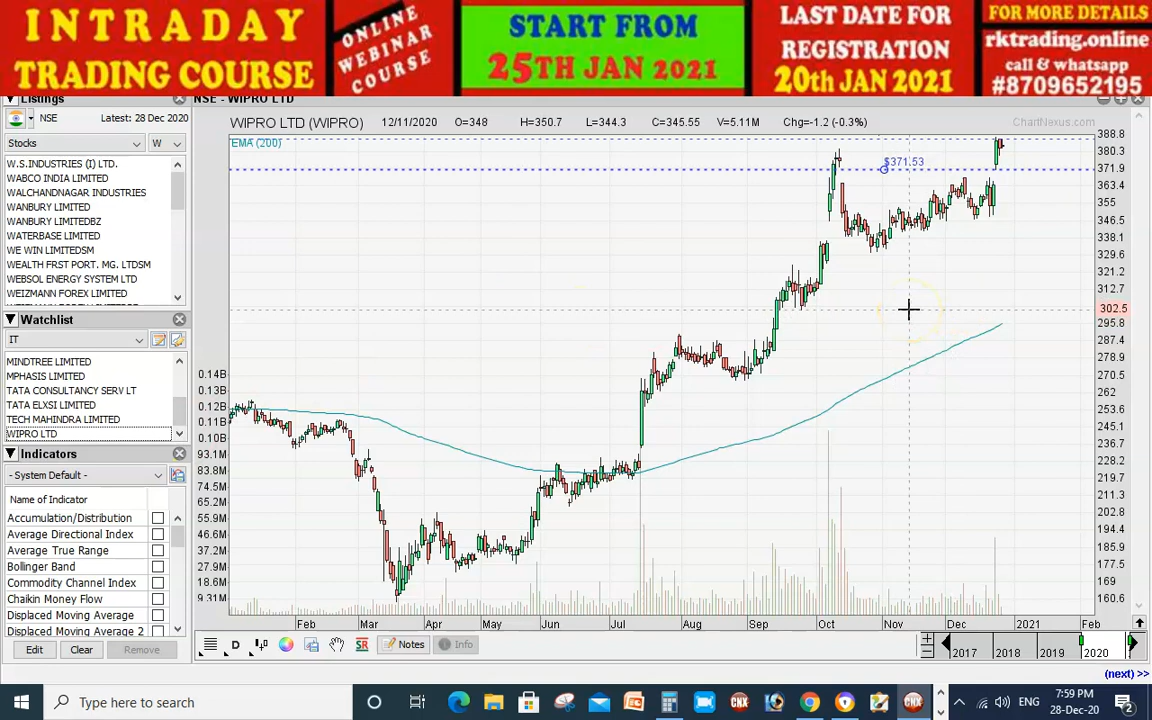 INTRADAY
TRADING COURSE
ONLINE
WEBINAR
COURSE
START FROM
25TH JAN 2021
LAST DATE FOR
REGISTRATION
20th JAN 2021
FOR MORE DETAILS
rktrading.online
call & whatsapp
#8709652195
Listings
NSE - WIPRO LTD
NSE
Latest: 28 Dec 2020
Stocks
W
W.S.INDUSTRIES (I) LTD.
WABCO INDIA LIMITED
WALCHANDNAGAR INDUSTRIES
WANBURY LIMITED
WANBURY LIMITEDBZ
WATERBASE LIMITED
WE WIN LIMITEDSM
WEALTH FRST PORT. MG. LTDSM
WEBSOL ENERGY SYSTEM LTD
WEIZMANN FOREX LIMITED
Watchlist
IT
MINDTREE LIMITED
MPHASIS LIMITED
TATA CONSULTANCY SERV LT
TATA ELXSI LIMITED
TECH MAHINDRA LIMITED
WIPRO LTD
Indicators
- System Default -
Name of Indicator
Accumulation/Distribution
Average Directional Index
Average True Range
Bollinger Band
Commodity Channel Index
Chaikin Money Flow
Displaced Moving Average
Displaced Moving Average 2
Edit
Clear
Remove
WIPRO LTD (WIPRO)
12/11/2020
O=348
H=350.7
L=344.3
C=345.55
V=5.11M
Chg=-1.2 (-0.3%)
ChartNexus.com
EMA (200)
$371.53
388.8
380.3
371.9
363.4
355
346.5
338.1
329.6
321.2
312.7
302.5
295.8
287.4
278.9
270.5
262
253.6
245.1
236.7
228.2
219.7
211.3
202.8
194.4
185.9
177.5
169
160.6
0.14B
0.13B
0.12B
0.11B
0.10B
93.1M
83.8M
74.5M
65.2M
55.9M
46.6M
37.2M
27.9M
18.6M
9.31M
Feb
Mar
Apr
May
Jun
Jul
Aug
Sep
Oct
Nov
Dec
2021
Feb
D
SR
Notes
Info
2017
2018
2019
2020
(next) >>
Type here to search
CNX
CNX
7:59 PM
28-Dec-20
2